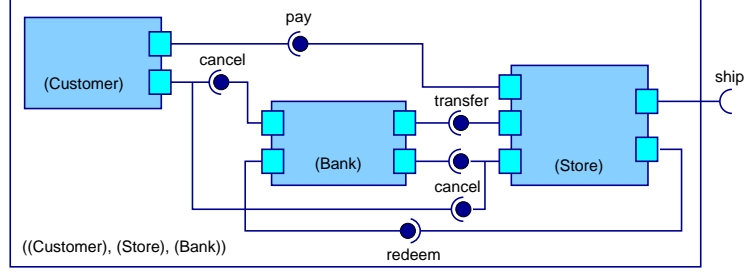 pay
cancel
(Customer)
ship
transfer
(Bank)
(Store)
cancel
((Customer), (Store), (Bank))
redeem